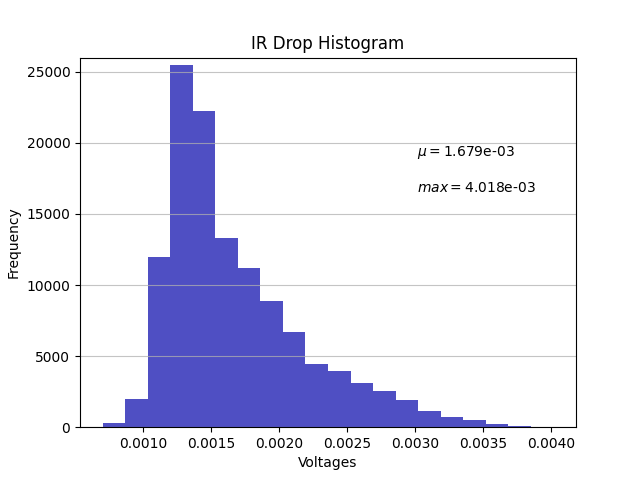 IR Drop Histogram
25000
20000
15000
10000
5000
0
Frequency
μ = 1.679e-03
max = 4.018e-03
0.0010 0.0015 0.0020 0.0025 0.0030 0.0035 0.0040
Voltages